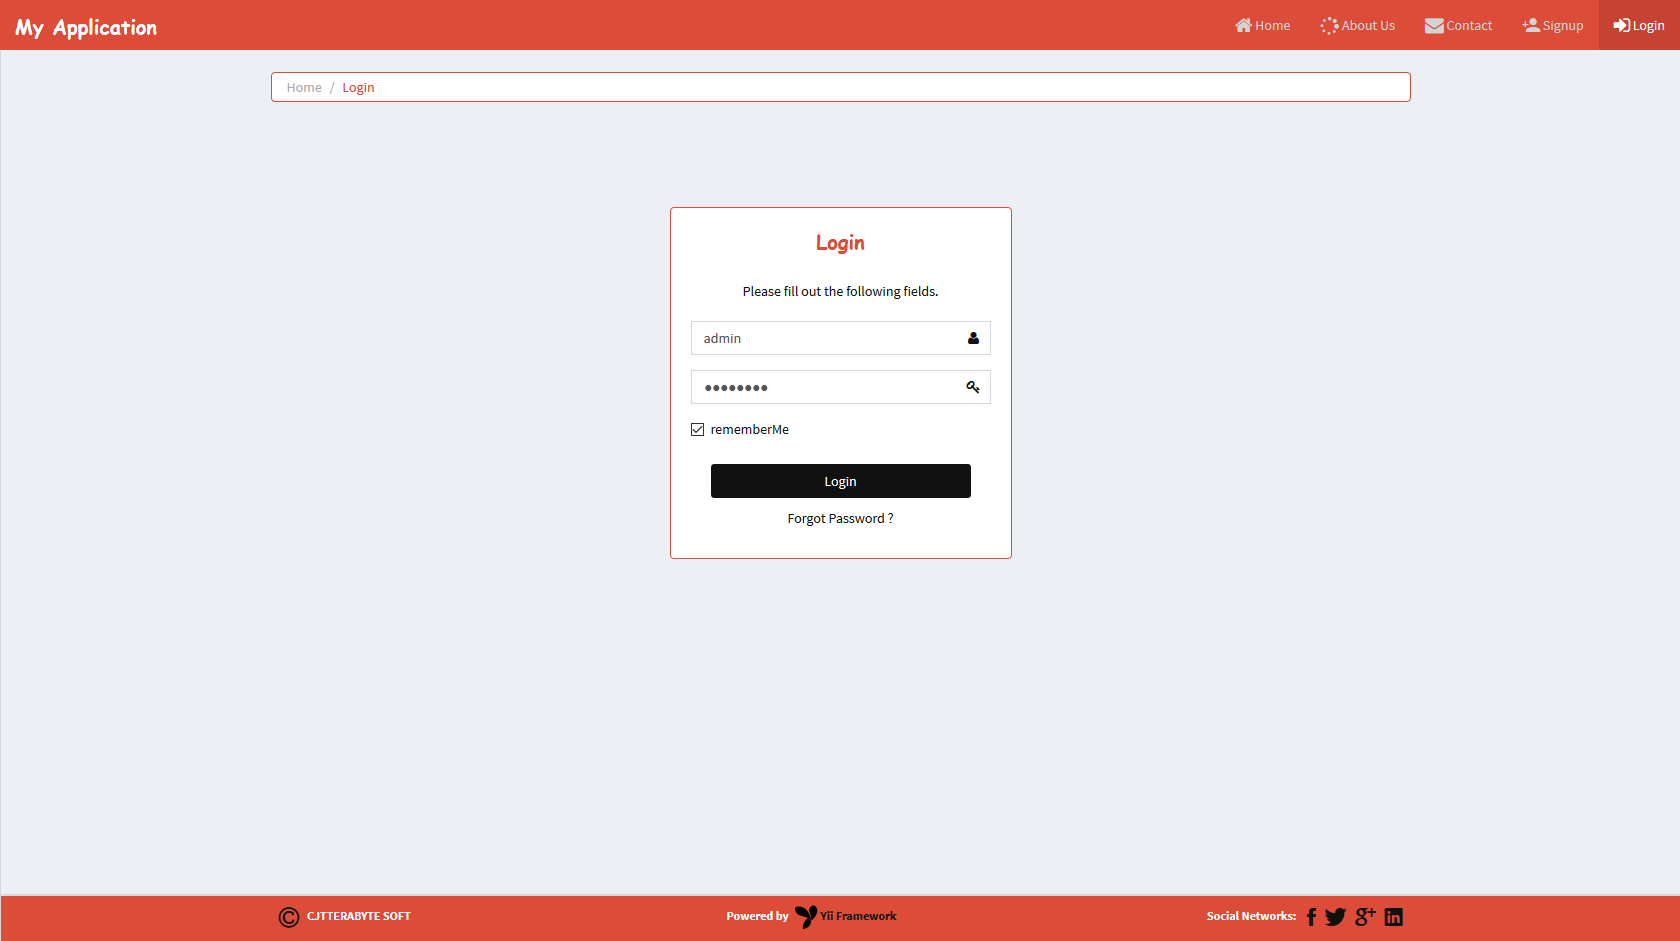 My Application
Home
About Us
Contact
Signup
Login
Home / Login
Login
Please fill out the following fields.
admin
rememberMe
Login
Forgot Password ?
© CJTTERABYTE SOFT
Powered by Yii Framework
Social Networks: